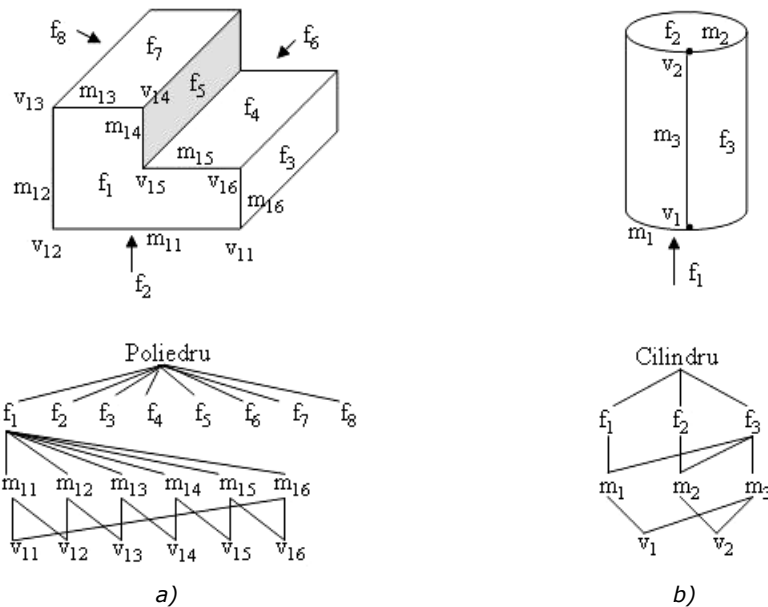 f8 f7 f6
v13 m13 v14 f5 f4
m14 m15 f3
m12 f1 v15 v16 m16
v12 m11 v11
f2
Poliedru
f1 f2 f3 f4 f5 f6 f7 f8
m11 m12 m13 m14 m15 m16
v11 v12 v13 v14 v15 v16
a)
f2 m2
v2
m3 f3
v1
m1
f1
Cilindru
f1 f2 f3
m1 m2 m3
v1 v2
b)